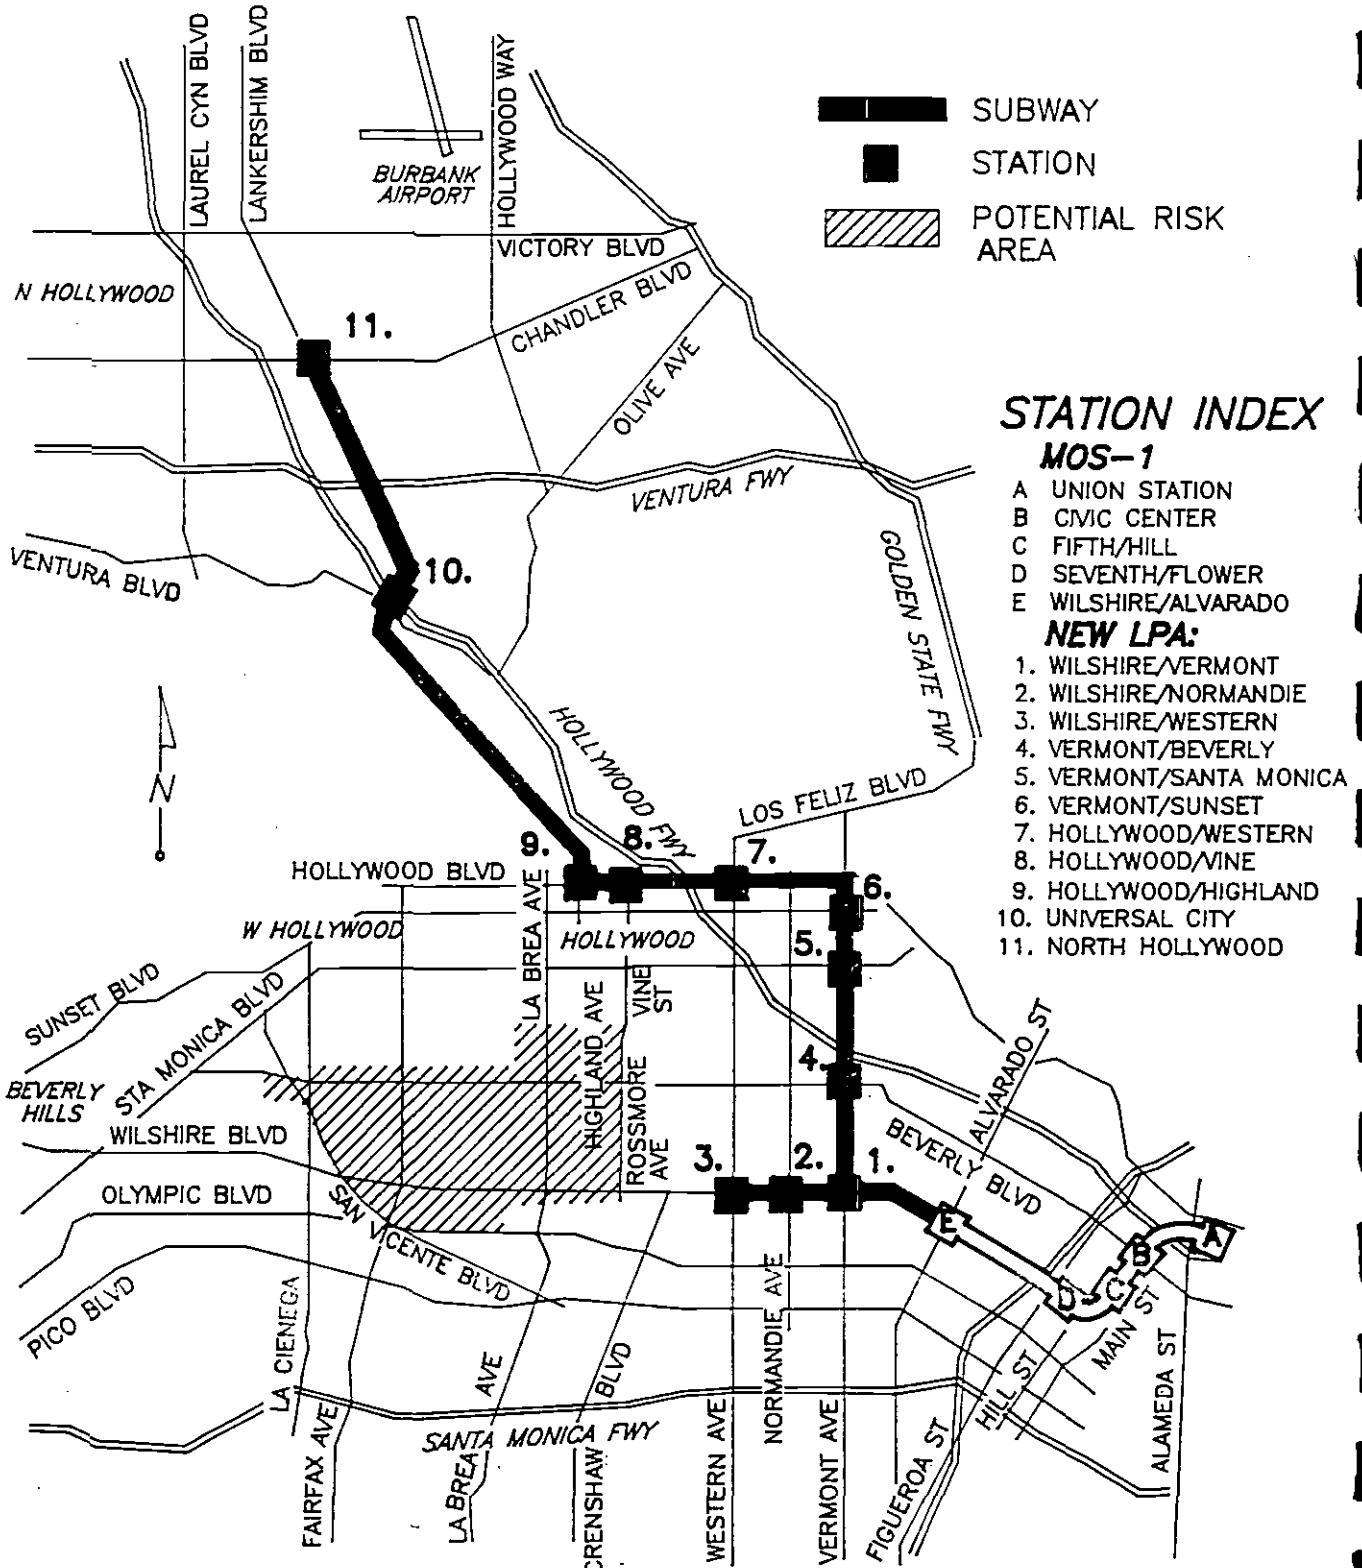 LAUREL CYN BLVD
LANKERSHIM BLVD
HOLLYWOOD WAY
BURBANK
AIRPORT
SUBWAY
STATION
POTENTIAL RISK
AREA
VICTORY BLVD
N HOLLYWOOD
CHANDLER BLVD
11.
OLIVE AVE
VENTURA FWY
GOLDEN STATE FWY
VENTURA BLVD
10.
STATION INDEX
MOS-1
A UNION STATION
B CIVIC CENTER
C FIFTH/HILL
D SEVENTH/FLOWER
E WILSHIRE/ALVARADO
NEW LPA:
1. WILSHIRE/VERMONT
2. WILSHIRE/NORMANDIE
3. WILSHIRE/WESTERN
4. VERMONT/BEVERLY
5. VERMONT/SANTA MONICA
6. VERMONT/SUNSET
7. HOLLYWOOD/WESTERN
8. HOLLYWOOD/VINE
9. HOLLYWOOD/HIGHLAND
10. UNIVERSAL CITY
11. NORTH HOLLYWOOD
N
HOLLYWOOD FWY
LOS FELIZ BLVD
9.
8.
7.
HOLLYWOOD BLVD
6.
W HOLLYWOOD
LA BREA AVE
HOLLYWOOD
5.
SUNSET BLVD
STA MONICA BLVD
HIGHLAND AVE
VINE
ST
ALVARADO ST
4.
BEVERLY
HILLS
ROSSMORE
AVE
WILSHIRE BLVD
BEVERLY BLVD
3.
2.
1.
OLYMPIC BLVD
SAN VICENTE BLVD
E
A
B
C
D
PICO BLVD
LA CIENEGA
MAIN ST
HILL ST
ALAMEDA ST
NORMANDIE AVE
SANTA MONICA FWY
FAIRFAX AVE
LA BREA AVE
CRENSHAW BLVD
WESTERN AVE
VERMONT AVE
FIGUEROA ST